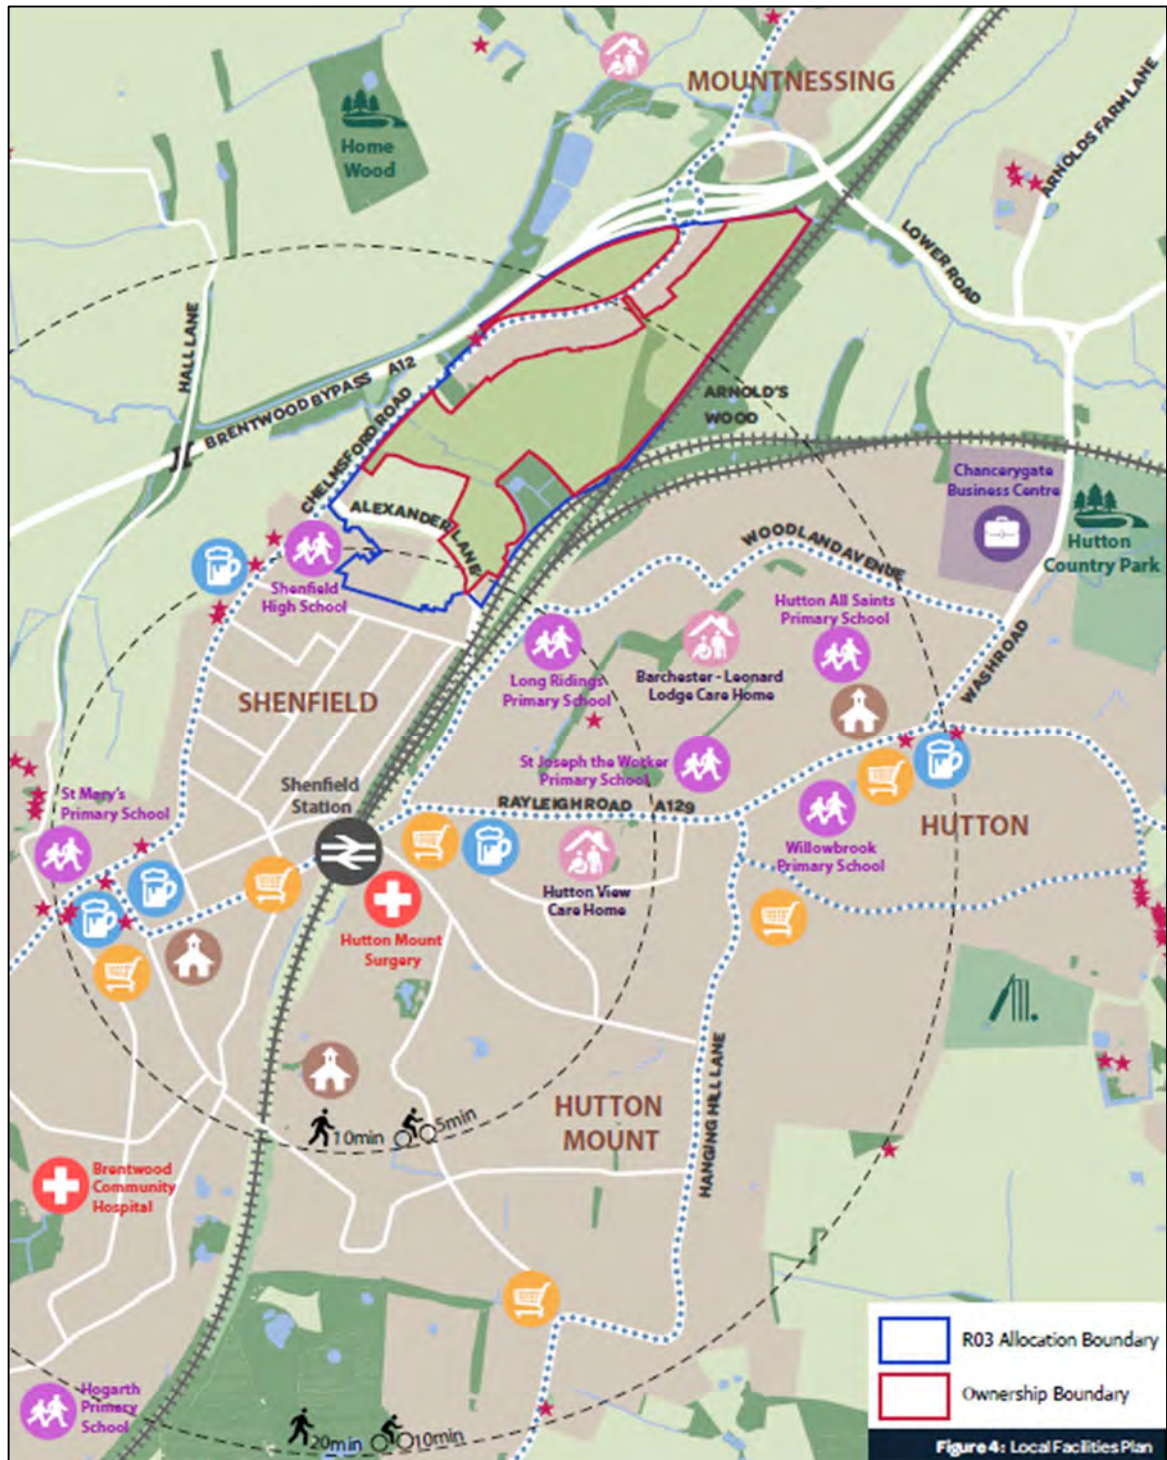 MOUNTNESSING
Home
Wood
ARNOLDS FARM LANE
LOWER ROAD
HALL LANE
BRENTWOOD BYPASS A12
CHELMSFORD ROAD
ARNOLD'S
WOOD
ALEXANDER LANE
Chancerygate
Business Centre
Hutton
Country Park
WOODLAND AVENUE
Shenfield
High School
Hutton All Saints
Primary School
WASH ROAD
Long Ridings
Primary School
Barchester - Leonard
Lodge Care Home
SHENFIELD
St Joseph the Worker
Primary School
Shenfield
Station
St Mary's
Primary School
RAYLEIGH ROAD A129
HUTTON
Willowbrook
Primary School
Hutton View
Care Home
Hutton Mount
Surgery
HANGING HILL LANE
HUTTON
MOUNT
10min 5min
Brentwood
Community
Hospital
Hogarth
Primary
School
20min 10min
R03 Allocation Boundary
Ownership Boundary
Figure 4: Local Facilities Plan